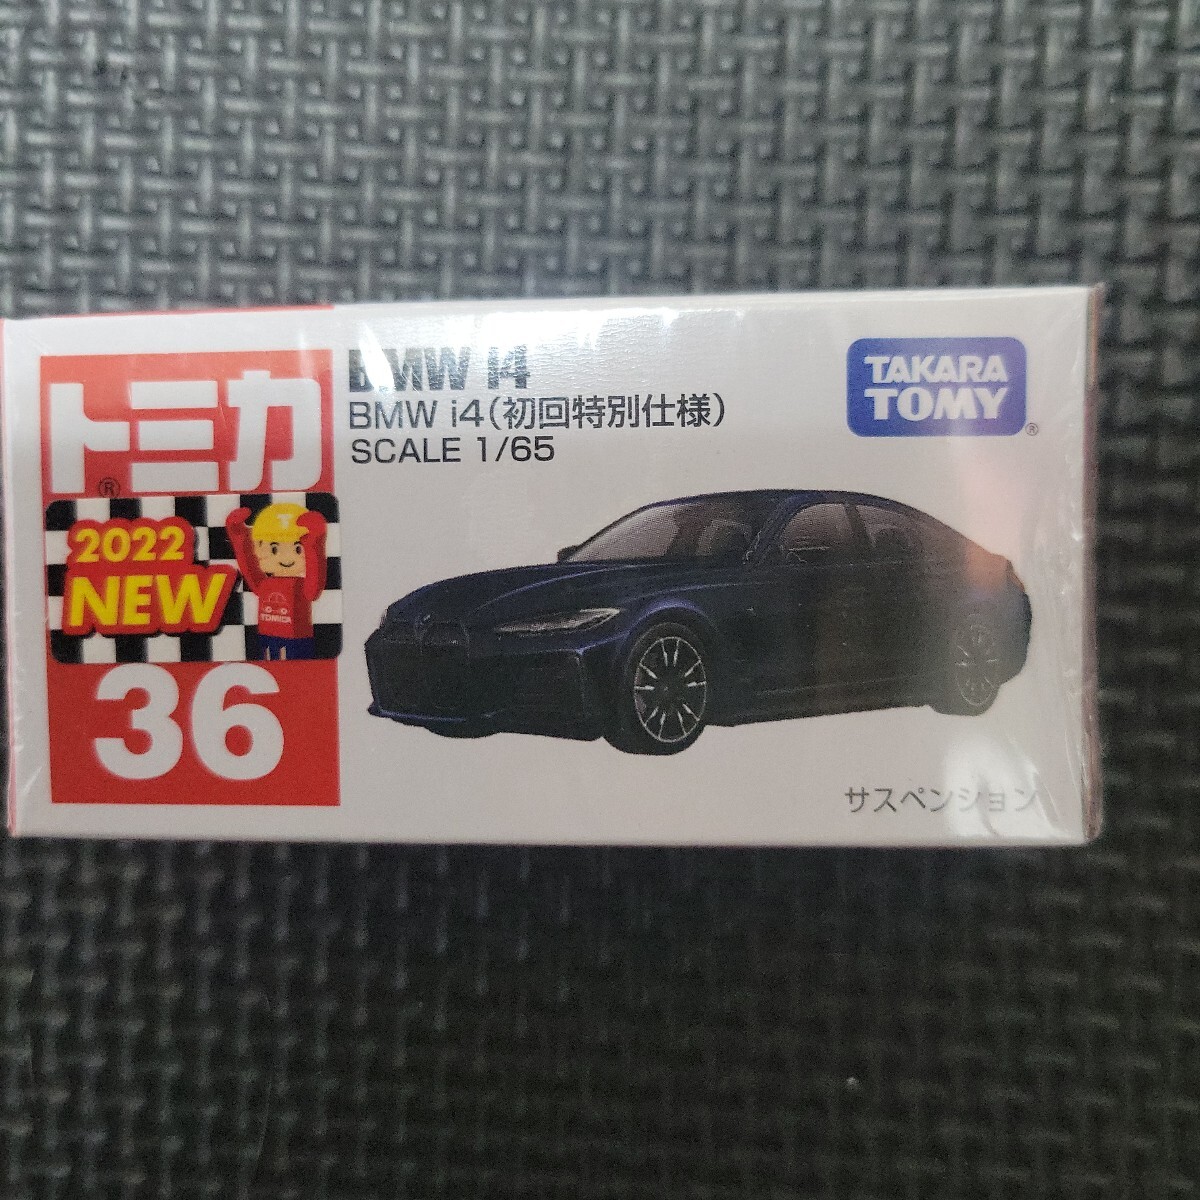 トミカ
®
2022
NEW
T
TOMICA
36
BMW i4
BMW i4(初回特別仕様)
SCALE 1/65
TAKARA
TOMY
®
サスペンション